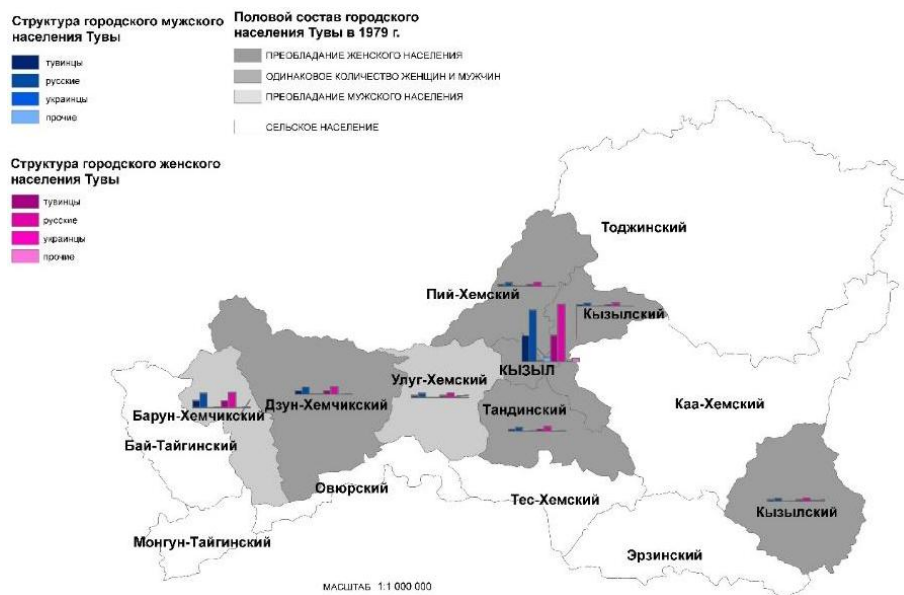 Структура городского мужского
населения Тувы
тувинцы
русские
украинцы
прочие
Половой состав городского
населения Тувы в 1979 г.
ПРЕОБЛАДАНИЕ ЖЕНСКОГО НАСЕЛЕНИЯ
ОДИНАКОВОЕ КОЛИЧЕСТВО ЖЕНЩИН И МУЖЧИН
ПРЕОБЛАДАНИЕ МУЖСКОГО НАСЕЛЕНИЯ
СЕЛЬСКОЕ НАСЕЛЕНИЕ
Структура городского женского
населения Тувы
тувинцы
русские
украинцы
прочие
Тоджинский
Пий-Хемский
Кызылский
КЫЗЫЛ
Улуг-Хемский
Дзун-Хемчикский
Барун-Хемчикский
Тандинский
Каа-Хемский
Бай-Тайгинский
Овюрский
Тес-Хемский
Кызылский
Монгун-Тайгинский
Эрзинский
МАСШТАБ 1:1 000 000